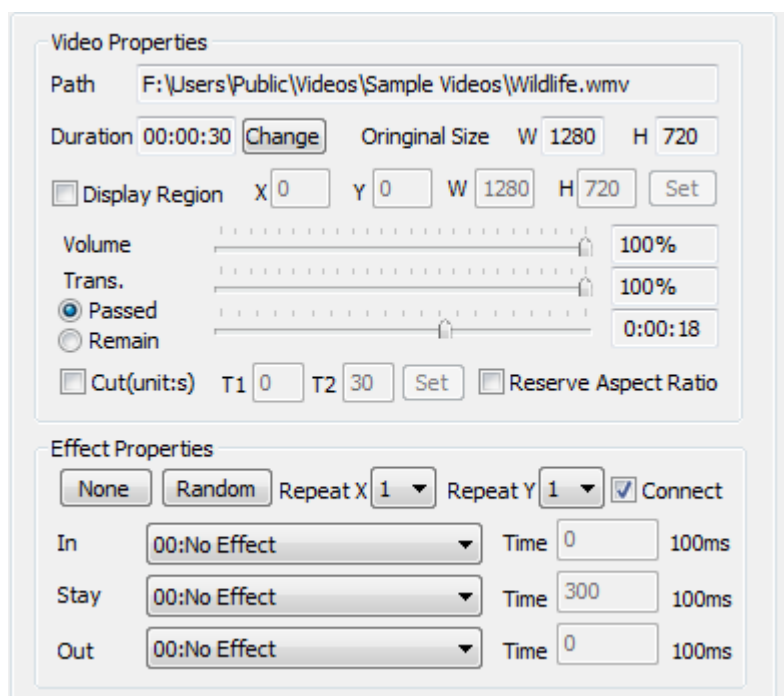 Video Properties
Path F:\Users\Public\Videos\Sample Videos\Wildlife.wmv
Duration 00:00:30 Change Oringinal Size W 1280 H 720
Display Region X 0 Y 0 W 1280 H 720 Set
Volume 100%
Trans. 100%
Passed
Remain 0:00:18
Cut(unit:s) T1 0 T2 30 Set Reserve Aspect Ratio
Effect Properties
None Random Repeat X 1 Repeat Y 1 Connect
In 00:No Effect Time 0 100ms
Stay 00:No Effect Time 300 100ms
Out 00:No Effect Time 0 100ms